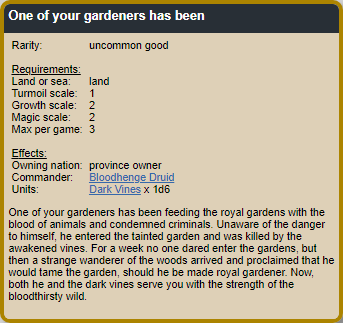 One of your gardeners has been
Rarity: uncommon good
Requirements:
Land or sea: land
Turmoil scale: 1
Growth scale: 2
Magic scale: 2
Max per game: 3
Effects:
Owning nation: province owner
Commander: Bloodhenge Druid
Units: Dark Vines x 1d6
One of your gardeners has been feeding the royal gardens with the
blood of animals and condemned criminals. Unaware of the danger
to himself, he entered the tainted garden and was killed by the
awakened vines. For a week no one dared enter the gardens, but
then a strange wanderer of the woods arrived and proclaimed that he
would tame the garden, should he be made royal gardener. Now,
both he and the dark vines serve you with the strength of the
bloodthirsty wild.